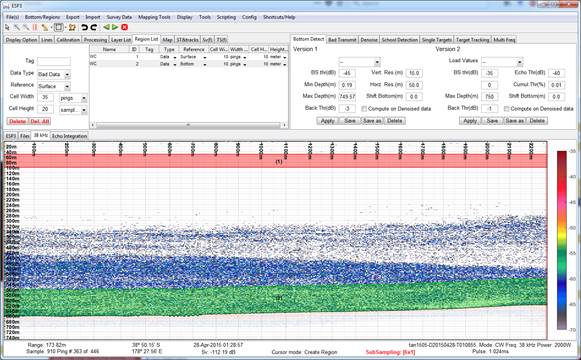 ESP3
File(s) Bottom/Regions Export Import Survey Data Mapping Tools Display Tools Scripting Config Shortcuts/Help
Display Option Lines Calibration Processing Layer List Region List Map ST&tracks Sv(f) TS(f)
Bottom Detect Bad Transmit Denoise School Detection Single Targets Target Tracking Multi Freq
Tag
Data Type Bad Data
Reference Surface
Cell Width 35 pings
Cell Height 20 sampl...
Delete Del. All
Name ID Tag Type Reference Cell Wi... Width ... Cell H... Height...
WC 1 Data Surface 10 pings 10 meter
WC 2 Data Bottom 10 pings 10 meter
Version 1
--
BS thr(dB) -45 Vert. Res.(m) 10.0
Min Depth(m) 0.19 Horz. Res.(m) 50.0
Max Depth(m) 749.57 Shift Bottom(m) 0.0
Back Thr(dB) -3 Compute on Denoised data
Apply Save Save as Delete
Version 2
Load Values --
BS thr(dB) -35 Echo Thr(dB) -40
Min Depth(m) 0 Cumul. Thr(%) 0.01
Max Depth(m) 750 Shift Bottom(m) 0.0
Back Thr(dB) -1 Compute on Denoised data
Apply Save Save as Delete
ESP3 Files 38 kHz Echo Integration
(1)
-35
-40
-45
-50
-55
-60
-65
-70
Range: 173.82m 38° 50.15' S 28-Apr-2015 01:28:57 tan1505-D20150428-T010855. Mode: CW Freq: 38 kHz Power: 2000W
Sample: 910 Ping #:363 of 446 178° 27.56' E Sv: -112.19 dB Cursor mode: Create Region SubSampling: [6x1] Pulse: 1.024ms